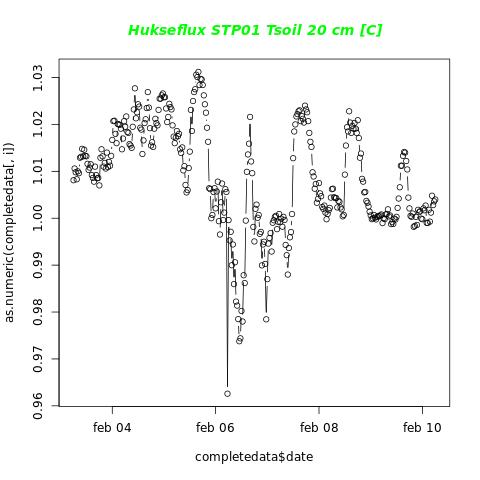 Hukseflux STP01 Tsoil 20 cm [C]
as.numeric(completedata[, i])
1.03
1.02
1.01
1.00
0.99
0.98
0.97
0.96
feb 04 feb 06 feb 08 feb 10
completedata$date